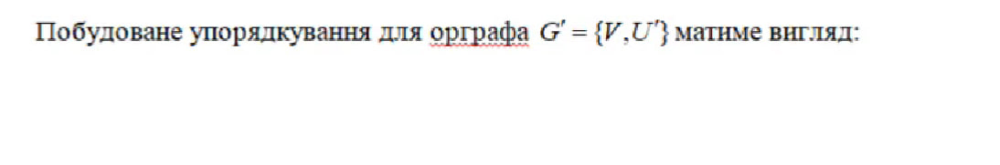 Побудоване упорядкування для орграфа G′ = {V,U′} матиме вигляд: